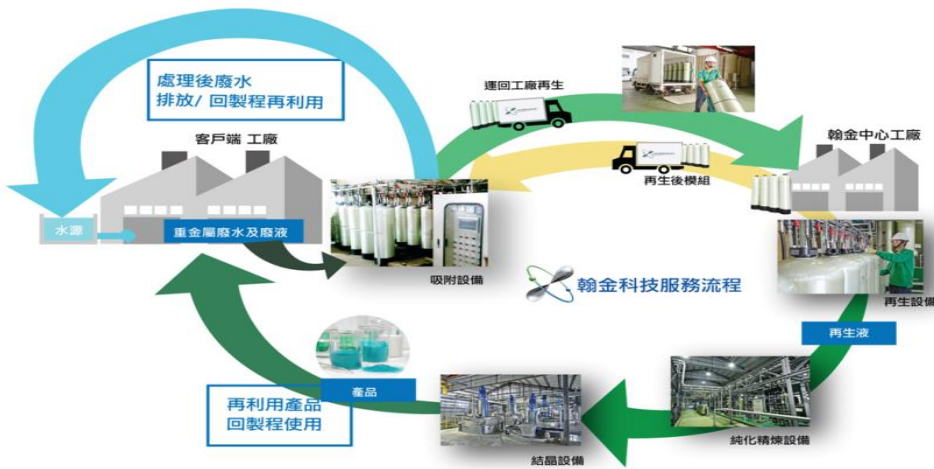 處理後廢水
排放/ 回製程再利用
客戶端 工廠
水源
重金屬廢水及廢液
吸附設備
運回工廠再生
再生後模組
翰金中心工廠
再生設備
翰金科技服務流程
再生液
純化精煉設備
結晶設備
產品
再利用產品
回製程使用